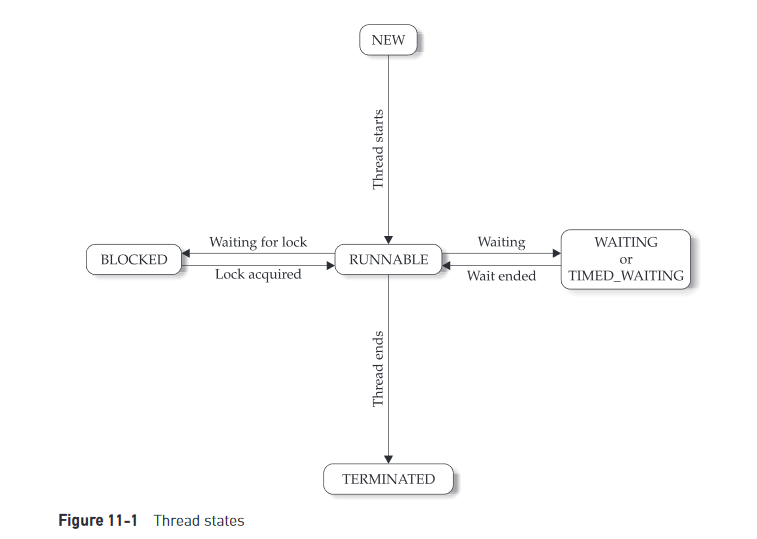 NEW
Thread starts
BLOCKED
Waiting for lock
Lock acquired
RUNNABLE
Waiting
Wait ended
WAITING
or
TIMED_WAITING
Thread ends
TERMINATED
Figure 11-1 Thread states